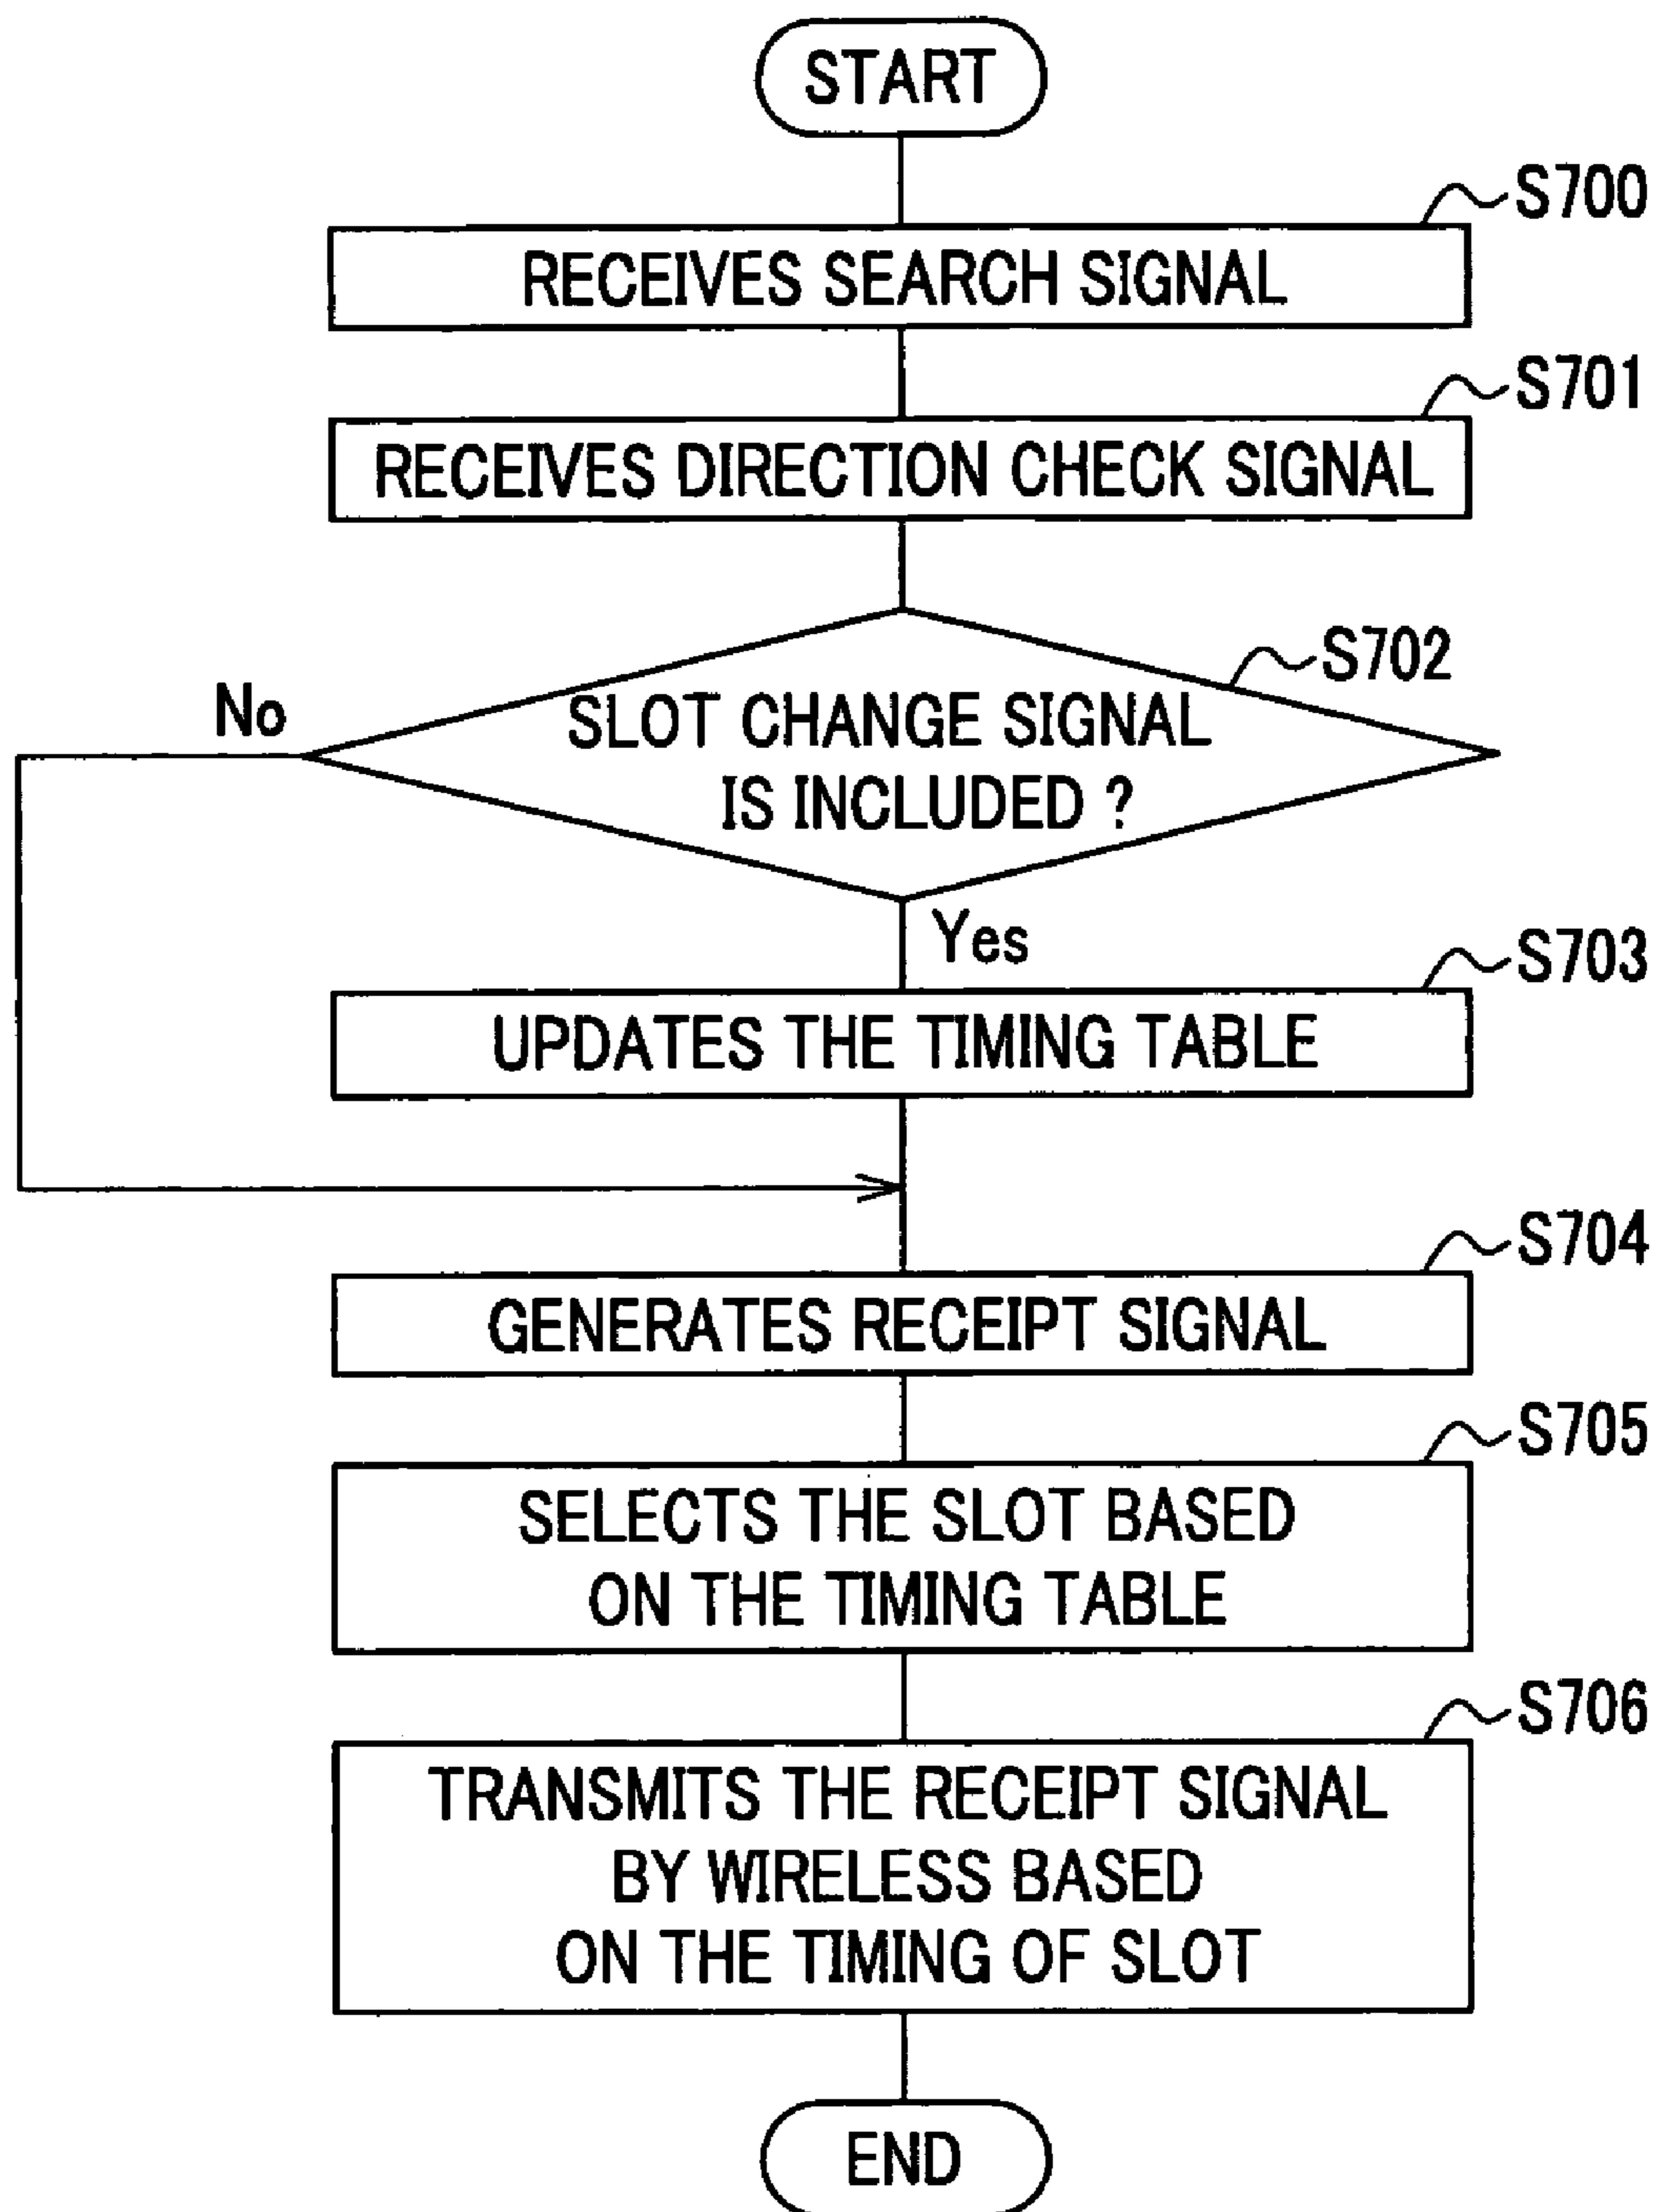 START
S700
RECEIVES SEARCH SIGNAL
S701
RECEIVES DIRECTION CHECK SIGNAL
S702
No
SLOT CHANGE SIGNAL
IS INCLUDED ?
Yes
S703
UPDATES THE TIMING TABLE
S704
GENERATES RECEIPT SIGNAL
S705
SELECTS THE SLOT BASED
ON THE TIMING TABLE
S706
TRANSMITS THE RECEIPT SIGNAL
BY WIRELESS BASED
ON THE TIMING OF SLOT
END